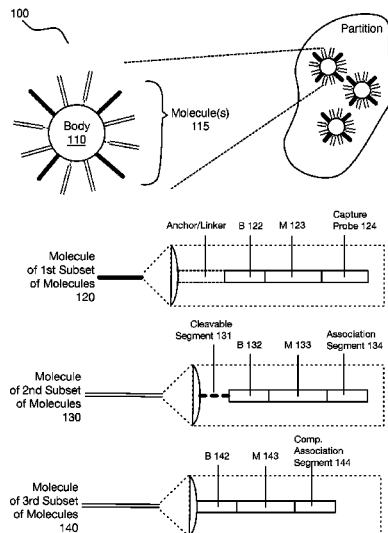 100
Partition
Body
110
Molecule(s)
115
Anchor/Linker
B 122
M 123
Capture
Probe 124
Molecule
of 1st Subset
of Molecules
120
Cleavable
Segment 131
B 132
M 133
Association
Segment 134
Molecule
of 2nd Subset
of Molecules
130
B 142
M 143
Comp.
Association
Segment 144
Molecule
of 3rd Subset
of Molecules
140